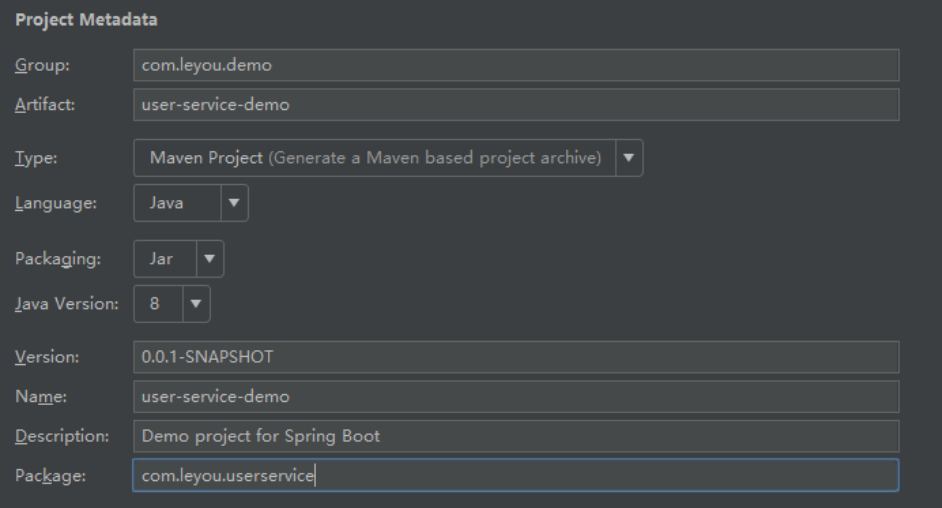 Project Metadata
Group: com.leyou.demo
Artifact: user-service-demo
Type: Maven Project (Generate a Maven based project archive)
Language: Java
Packaging: Jar
Java Version: 8
Version: 0.0.1-SNAPSHOT
Name: user-service-demo
Description: Demo project for Spring Boot
Package: com.leyou.userservice